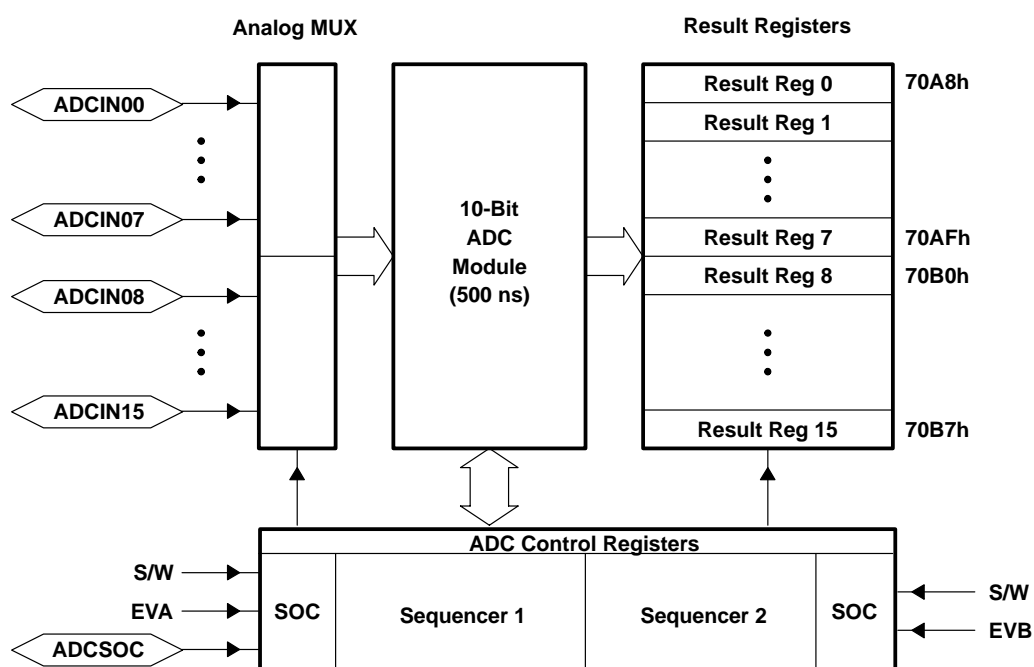 Analog MUX
Result Registers
ADCIN00
ADCIN07
ADCIN08
ADCIN15
10-Bit
ADC
Module
(500 ns)
Result Reg 0
70A8h
Result Reg 1
Result Reg 7
70AFh
Result Reg 8
70B0h
Result Reg 15
70B7h
ADC Control Registers
S/W
EVA
ADCSOC
SOC
Sequencer 1
Sequencer 2
SOC
S/W
EVB